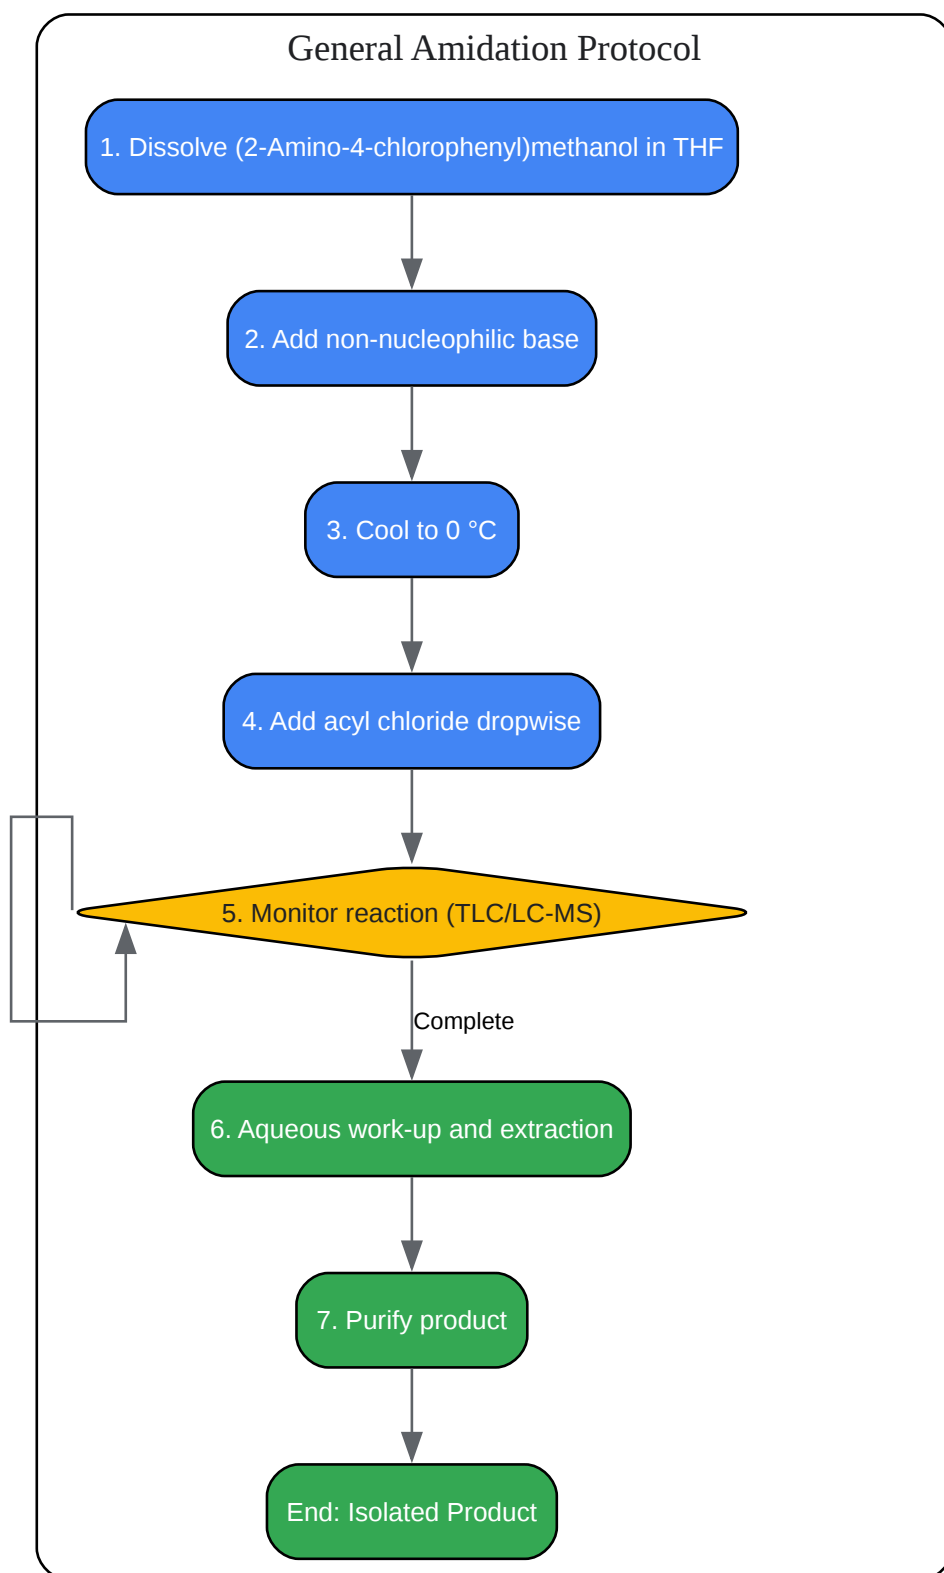 General Amidation Protocol
1. Dissolve (2-Amino-4-chlorophenyl)methanol in THF
2. Add non-nucleophilic base
3. Cool to 0 °C
4. Add acyl chloride dropwise
5. Monitor reaction (TLC/LC-MS)
Complete
6. Aqueous work-up and extraction
7. Purify product
End: Isolated Product